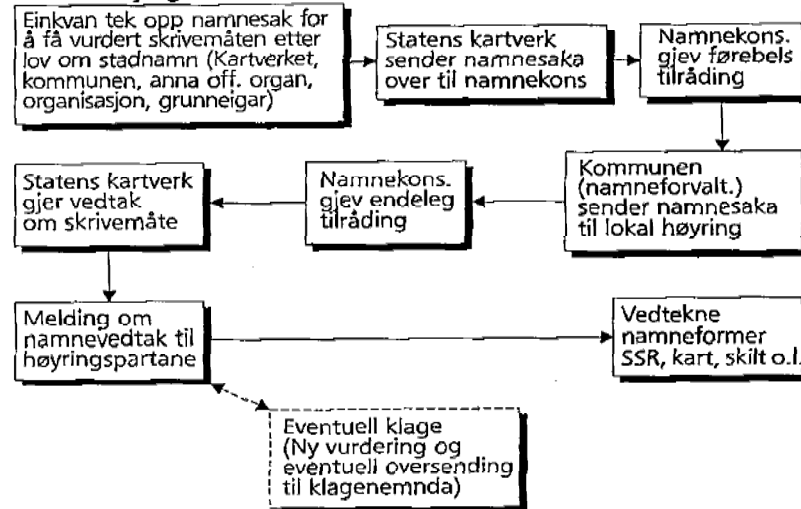 Einkvan tek opp namnesak for
å få vurdert skrivemåten etter
lov om stadnamn (Kartverket,
kommunen, anna off. organ,
organisasjon, grunneigar)
Statens kartverk
sender namnesaka
over til namnekons
Namnekons.
gjev førebels
tilråding
Kommunen
(namneforvalt.)
sender namnesaka
til lokal høyring
Namnekons.
gjev endeleg
tilråding
Statens kartverk
gjer vedtak
om skrivemåte
Melding om
namnevedtak til
høyringspartane
Vedtekne
namneformer
SSR, kart, skilt o.l.
Eventuell klage
(Ny vurdering og
eventuell oversending
til klagenemnda)